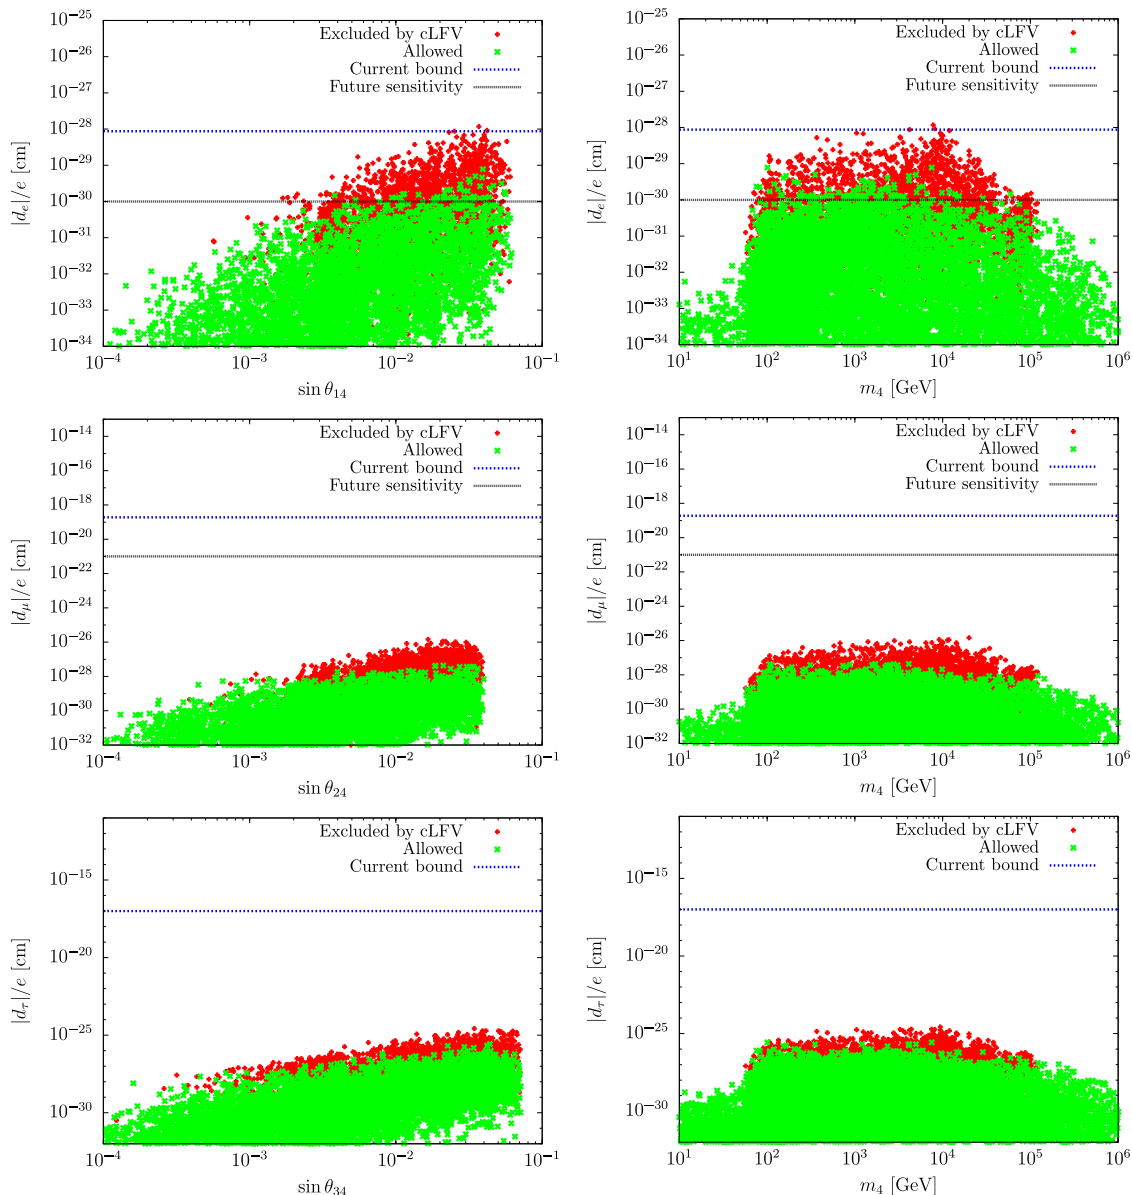 10^−25
10^−26
10^−27
10^−28
10^−29
10^−30
10^−31
10^−32
10^−33
10^−34
|d_e|/e [cm]
Excluded by cLFV
Allowed
Current bound
Future sensitivity
10^−4 10^−3 10^−2 10^−1
sin θ_14
10^−25
10^−26
10^−27
10^−28
10^−29
10^−30
10^−31
10^−32
10^−33
10^−34
|d_e|/e [cm]
Excluded by cLFV
Allowed
Current bound
Future sensitivity
10^1 10^2 10^3 10^4 10^5 10^6
m_4 [GeV]
10^−14
10^−16
10^−18
10^−20
10^−22
10^−24
10^−26
10^−28
10^−30
10^−32
|d_μ|/e [cm]
Excluded by cLFV
Allowed
Current bound
Future sensitivity
10^−4 10^−3 10^−2 10^−1
sin θ_24
10^−14
10^−16
10^−18
10^−20
10^−22
10^−24
10^−26
10^−28
10^−30
10^−32
|d_μ|/e [cm]
Excluded by cLFV
Allowed
Current bound
Future sensitivity
10^1 10^2 10^3 10^4 10^5 10^6
m_4 [GeV]
10^−15
10^−20
10^−25
10^−30
|d_τ|/e [cm]
Excluded by cLFV
Allowed
Current bound
10^−4 10^−3 10^−2 10^−1
sin θ_34
10^−15
10^−20
10^−25
10^−30
|d_τ|/e [cm]
Excluded by cLFV
Allowed
Current bound
10^1 10^2 10^3 10^4 10^5 10^6
m_4 [GeV]